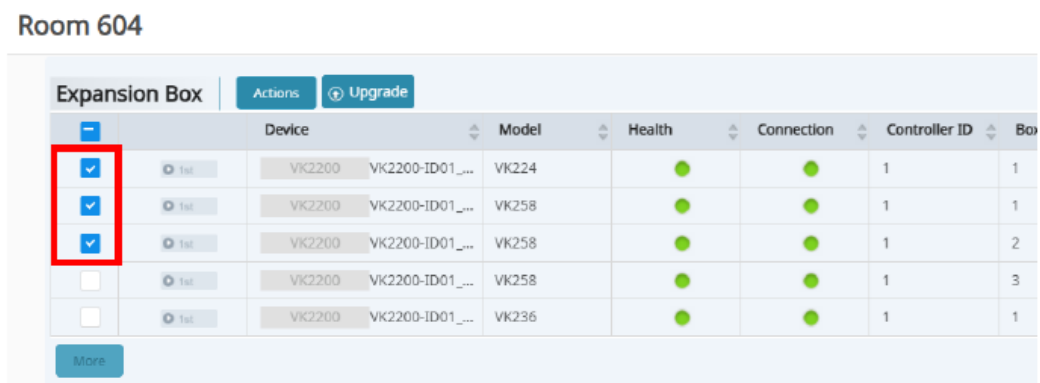 Room 604
Expansion Box Actions Upgrade
Device Model Health Connection Controller ID Box
1st VK2200 VK2200-ID01_... VK224 1 1
1st VK2200 VK2200-ID01_... VK258 1 1
1st VK2200 VK2200-ID01_... VK258 1 2
1st VK2200 VK2200-ID01_... VK258 1 3
1st VK2200 VK2200-ID01_... VK236 1 1
More